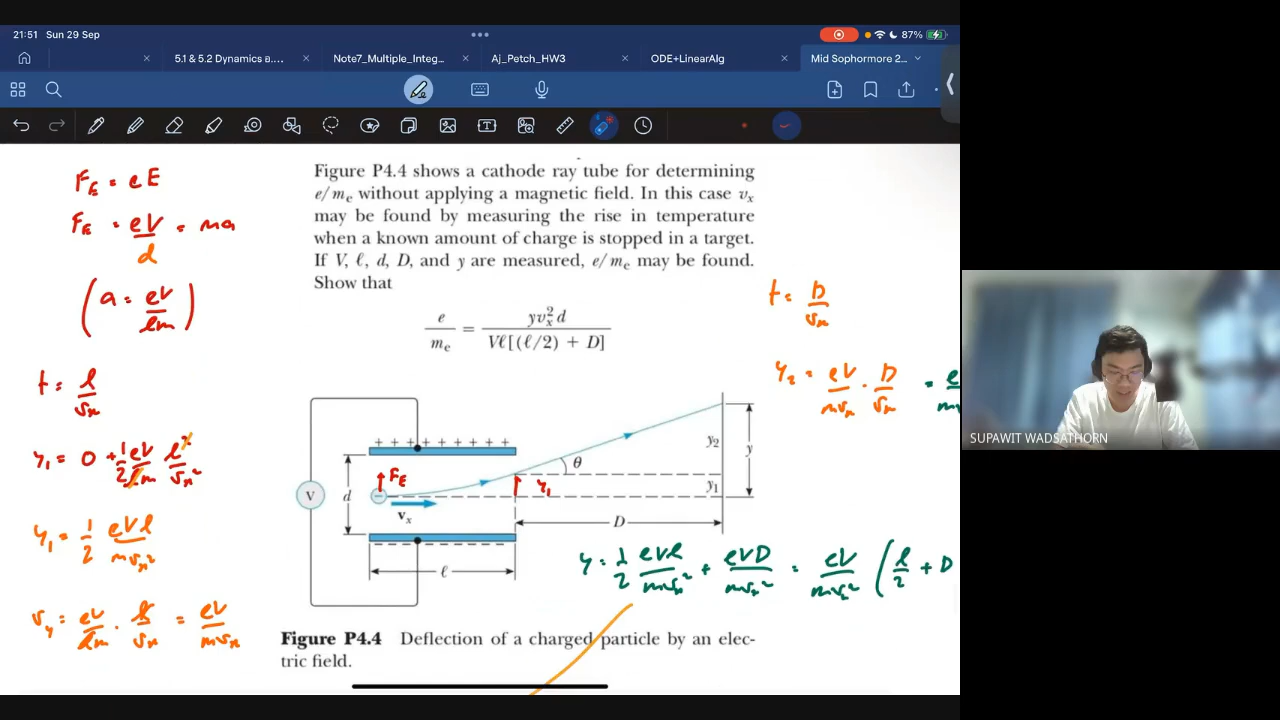 21:51 Sun 29 Sep
87%
5.1 & 5.2 Dynamics a....
Note7_Multiple_Integ...
Aj_Petch_HW3
ODE+LinearAlg
Mid Sophormore 2...
Figure P4.4 shows a cathode ray tube for determining
e/mₑ without applying a magnetic field. In this case vₓ
may be found by measuring the rise in temperature
when a known amount of charge is stopped in a target.
If V, ℓ, d, D, and y are measured, e/mₑ may be found.
Show that
e/mₑ = yvₓ²d / Vℓ[(ℓ/2) + D]
F_E = eE
F_E = eV/d = ma
(a = eV/lm)
t = l/vₓ
y₁ = 0 + 1/2 eV/lm l²/vₓ²
y₁ = 1/2 eVl/mvₓ²
v_y = eV/lm · l/vₓ = eV/mvₓ
t = D/vₓ
y₂ = eV/mvₓ · D/vₓ = e
+ + + + + + + + +
F_E
V
d
vₓ
θ
y₁
y₂
y₁
y
D
ℓ
y = 1/2 eVl/mvₓ² + eVD/mvₓ² = eV/mvₓ² (l/2 + D
Figure P4.4 Deflection of a charged particle by an elec-
tric field.
SUPAWIT WADSATHORN